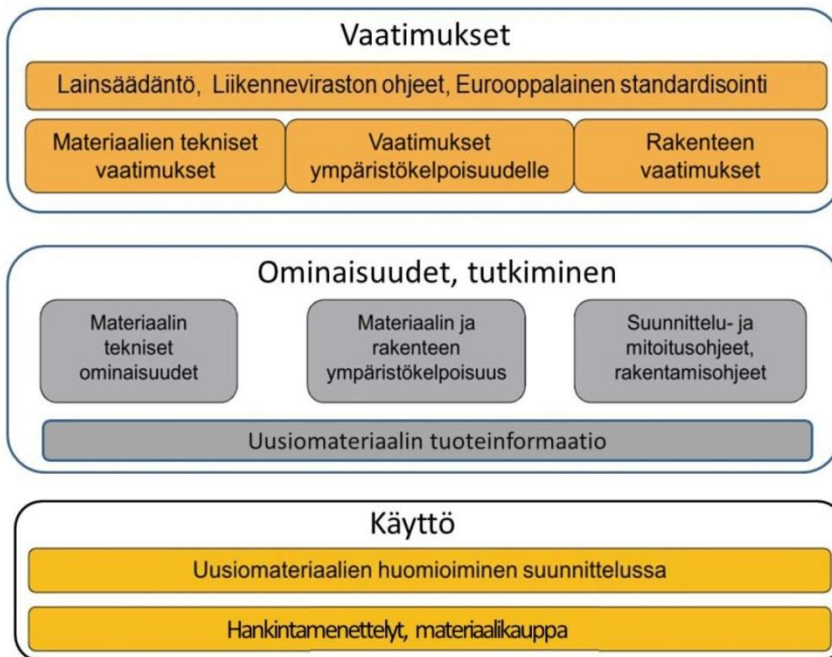 Vaatimukset
Lainsäädäntö, Liikenneviraston ohjeet, Eurooppalainen standardisointi
Materiaalien tekniset
vaatimukset
Vaatimukset
ympäristökelpoisuudelle
Rakenteen
vaatimukset
Ominaisuudet, tutkiminen
Materiaalin
tekniset
ominaisuudet
Materiaalin ja
rakenteen
ympäristökelpoisuus
Suunnittelu- ja
mitoitusohjeet,
rakentamisohjeet
Uusiomateriaalin tuoteinformaatio
Käyttö
Uusiomateriaalien huomioiminen suunnittelussa
Hankintamenettelyt, materiaalikauppa